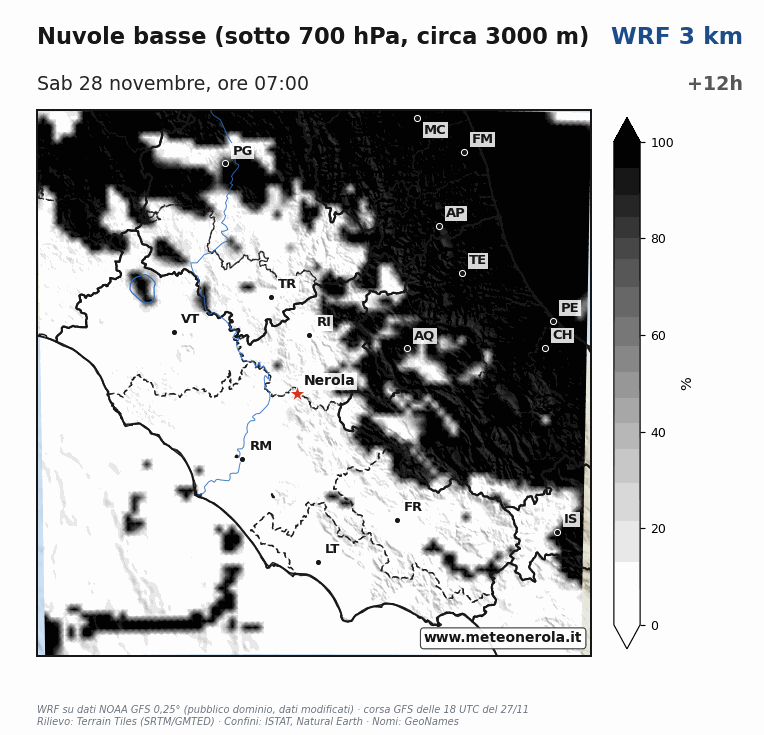 Nuvole basse (sotto 700 hPa, circa 3000 m) WRF 3 km
Sab 28 novembre, ore 07:00 +12h
MC
FM
PG
AP
TE
TR
PE
VT
RI
AQ
CH
Nerola
RM
FR
IS
LT
www.meteonerola.it
100
80
60
40
20
0
%
WRF su dati NOAA GFS 0,25° (pubblico dominio, dati modificati) · corsa GFS delle 18 UTC del 27/11
Rilievo: Terrain Tiles (SRTM/GMTED) · Confini: ISTAT, Natural Earth · Nomi: GeoNames